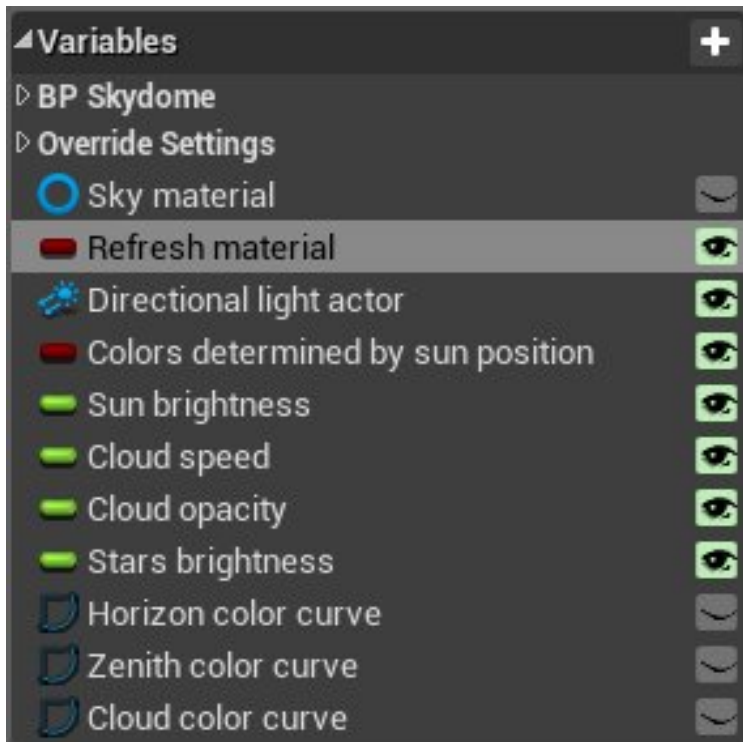 Variables
BP Skydome
Override Settings
Sky material
Refresh material
Directional light actor
Colors determined by sun position
Sun brightness
Cloud speed
Cloud opacity
Stars brightness
Horizon color curve
Zenith color curve
Cloud color curve